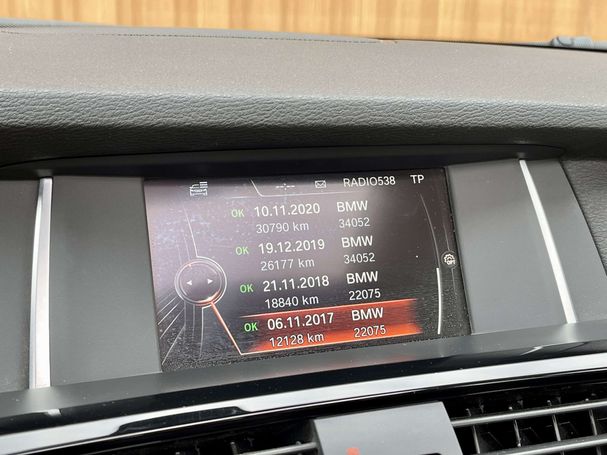 RADIO538 TP
OK 10.11.2020 BMW
30790 km 34052
OK 19.12.2019 BMW
26177 km 34052
OK 21.11.2018 BMW
18840 km 22075
OK 06.11.2017 BMW
12128 km 22075